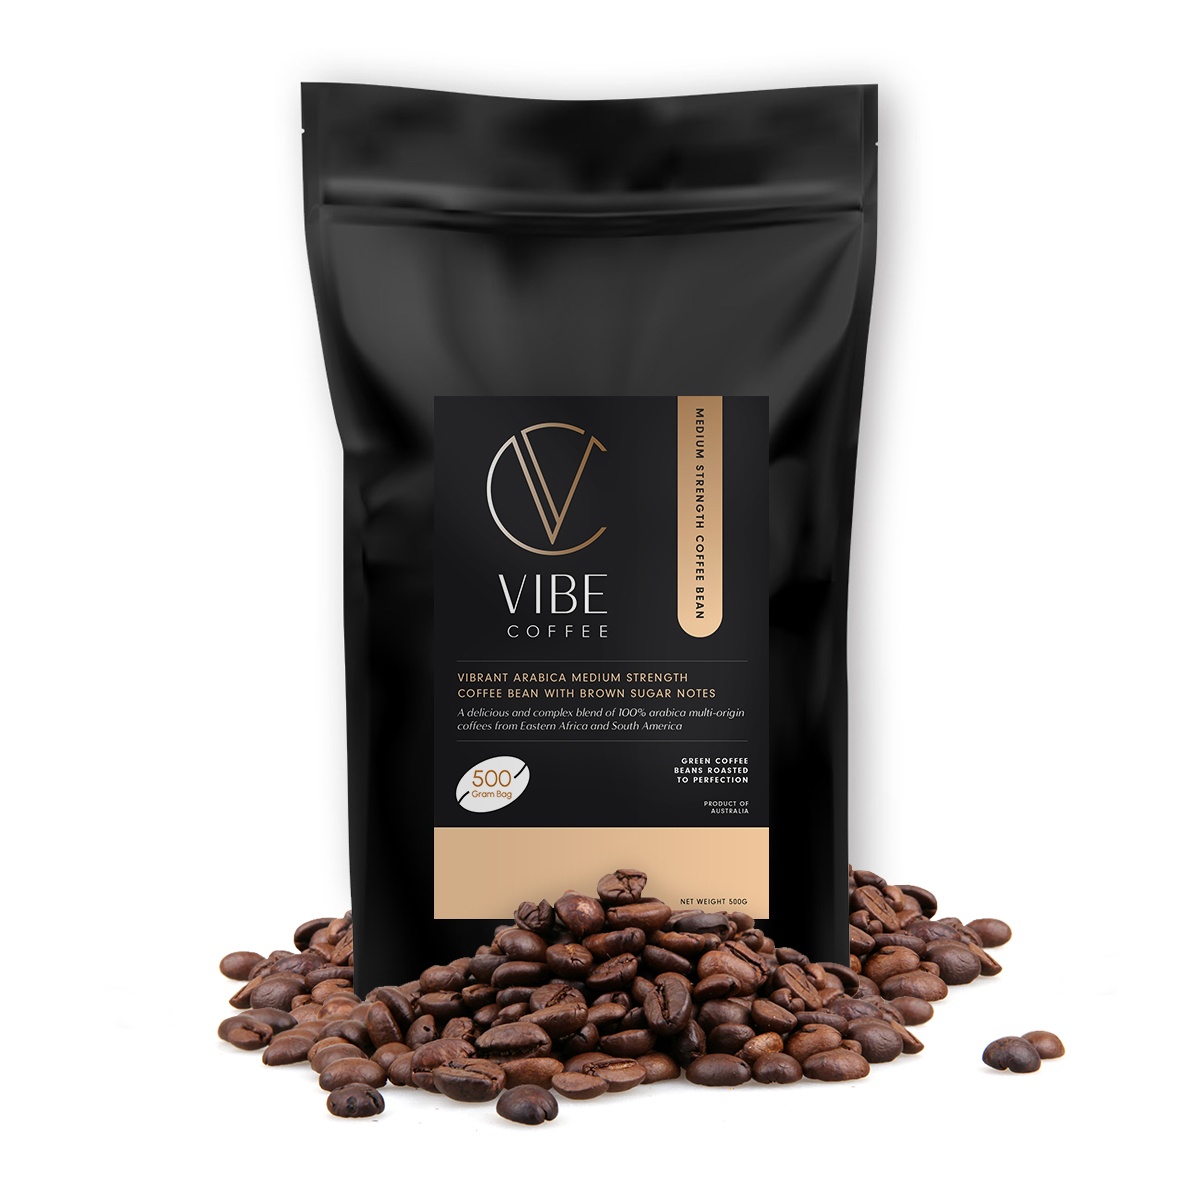 MEDIUM STRENGTH COFFEE BEAN
VIBE
COFFEE
VIBRANT ARABICA MEDIUM STRENGTH
COFFEE BEAN WITH BROWN SUGAR NOTES
A delicious and complex blend of 100% arabica multi-origin
coffees from Eastern Africa and South America
500
Gram Bag
GREEN COFFEE
BEANS ROASTED
TO PERFECTION
PRODUCT OF
AUSTRALIA
NET WEIGHT 500G